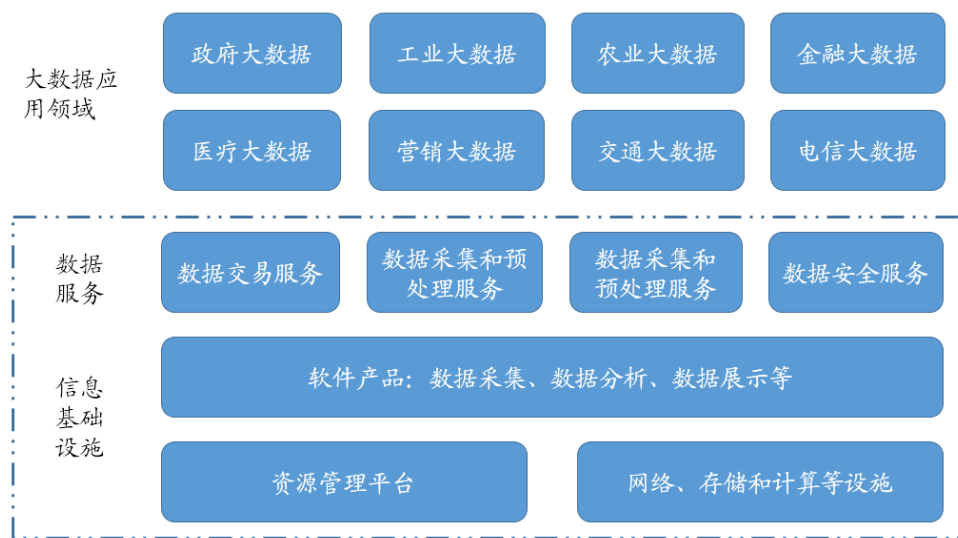 大数据应
用领域
政府大数据
工业大数据
农业大数据
金融大数据
医疗大数据
营销大数据
交通大数据
电信大数据
数据
服务
数据交易服务
数据采集和预
处理服务
数据采集和
预处理服务
数据安全服务
信息
基础
设施
软件产品：数据采集、数据分析、数据展示等
资源管理平台
网络、存储和计算等设施